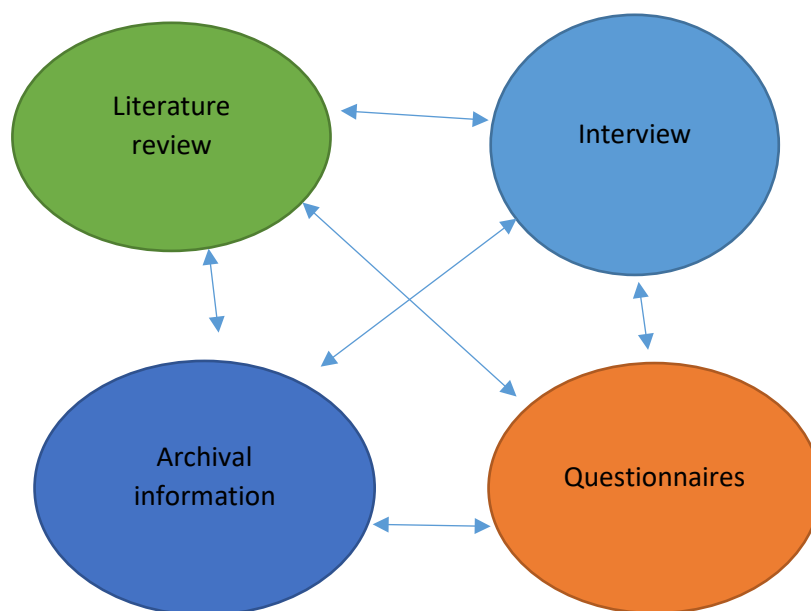 Literature
review
Interview
Archival
information
Questionnaires